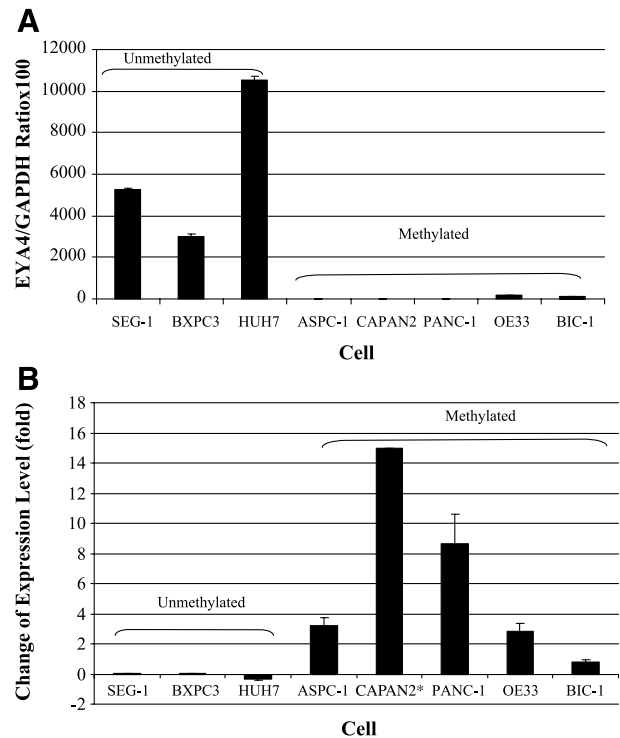 A
12000
10000
8000
6000
4000
2000
0
EYA4/GAPDH Ratiox100
Unmethylated
Methylated
SEG-1 BXPC3 HUH7 ASPC-1 CAPAN2 PANC-1 OE33 BIC-1
Cell
B
18
16
14
12
10
8
6
4
2
0
-2
Change of Expression Level (fold)
Methylated
Unmethylated
SEG-1 BXPC3 HUH7 ASPC-1 CAPAN2* PANC-1 OE33 BIC-1
Cell